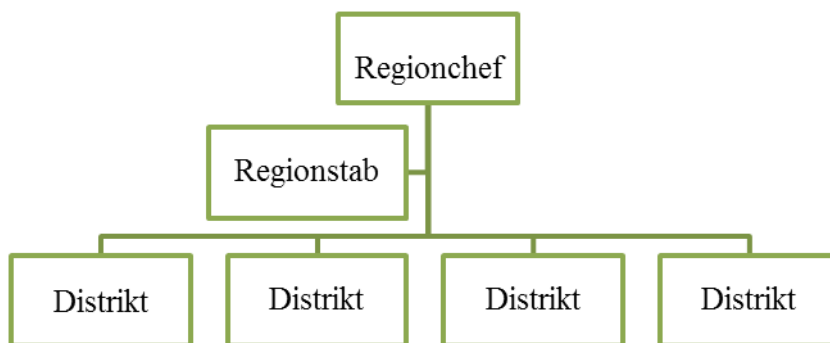 Regionchef
Regionstab
Distrikt
Distrikt
Distrikt
Distrikt